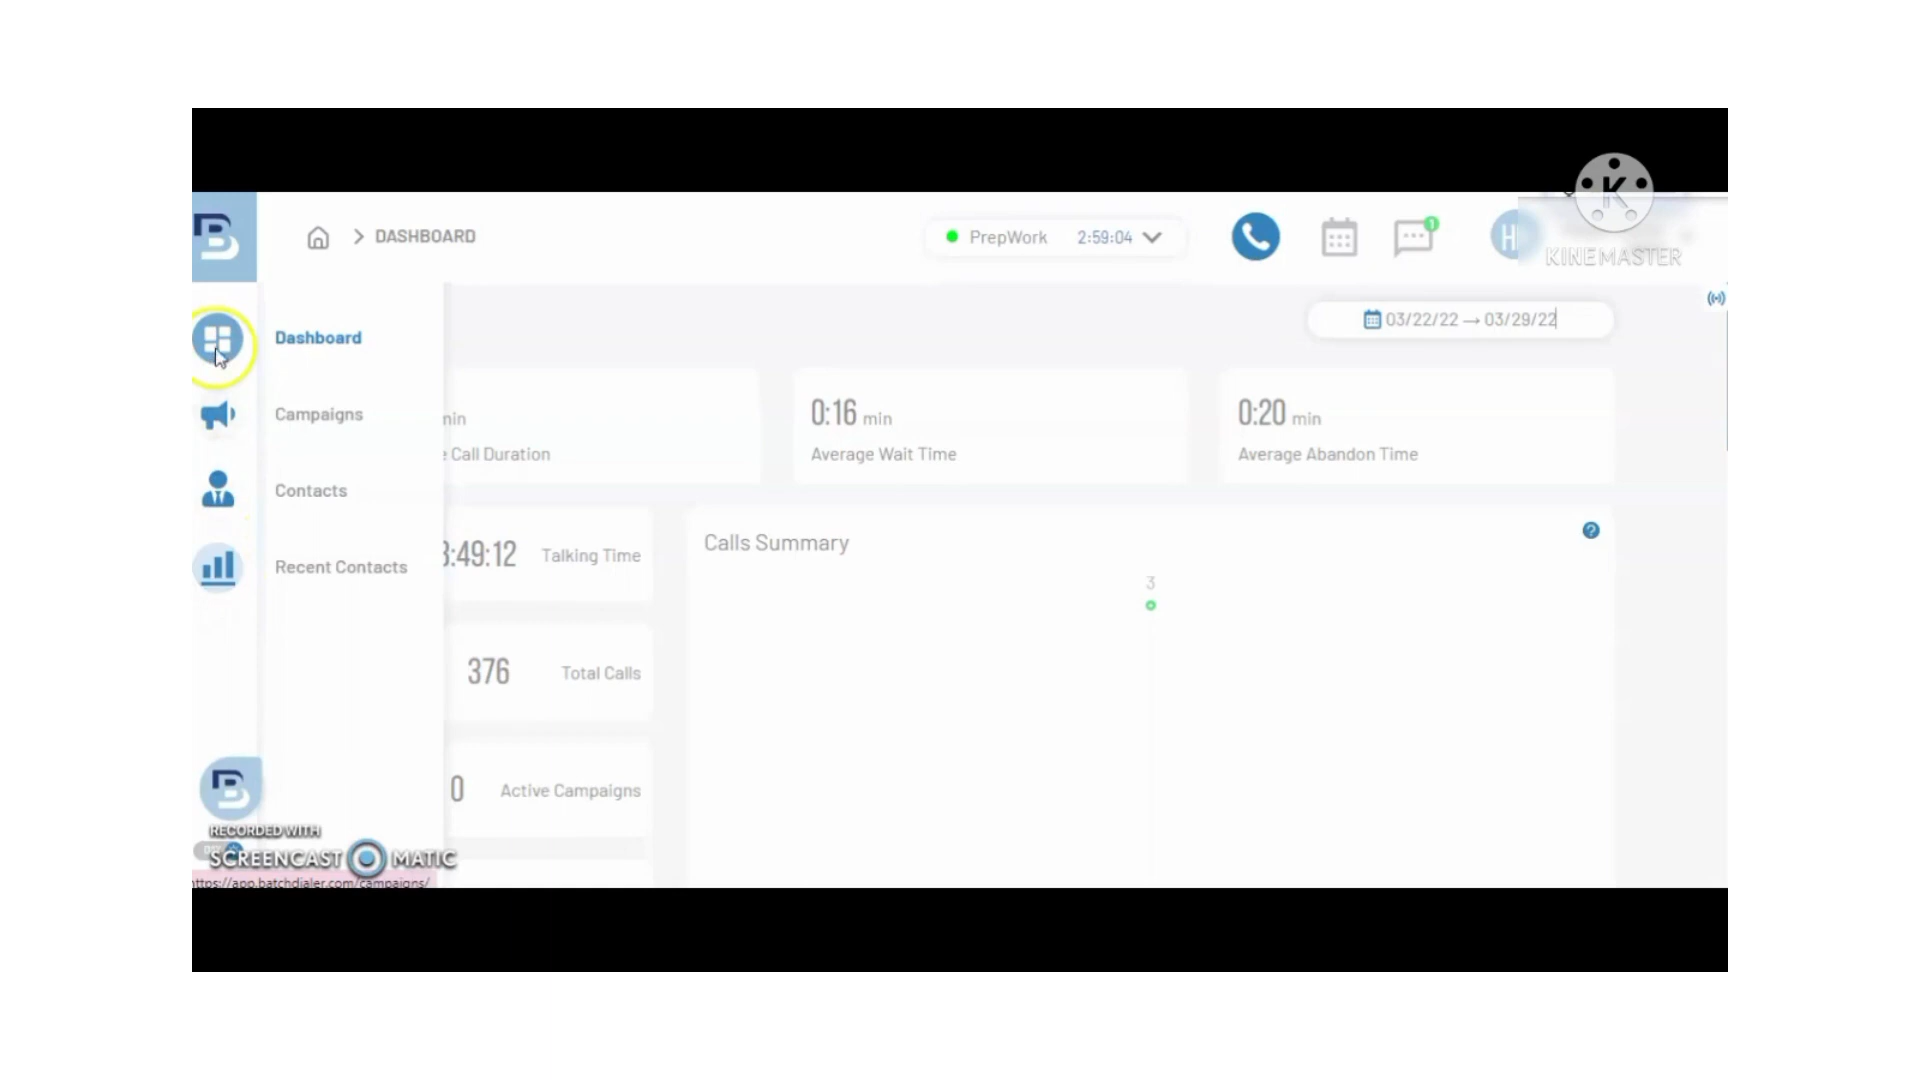 DASHBOARD
PrepWork 2:59:04
1
H
KINEMASTER
03/22/22 → 03/29/22
Dashboard
Campaigns
Contacts
Recent Contacts
min
Call Duration
0:16 min
Average Wait Time
0:20 min
Average Abandon Time
:49:12 Talking Time
376 Total Calls
0 Active Campaigns
Calls Summary
3
RECORDED WITH
SCREENCAST MATIC
https://app.batchdialer.com/campaigns/